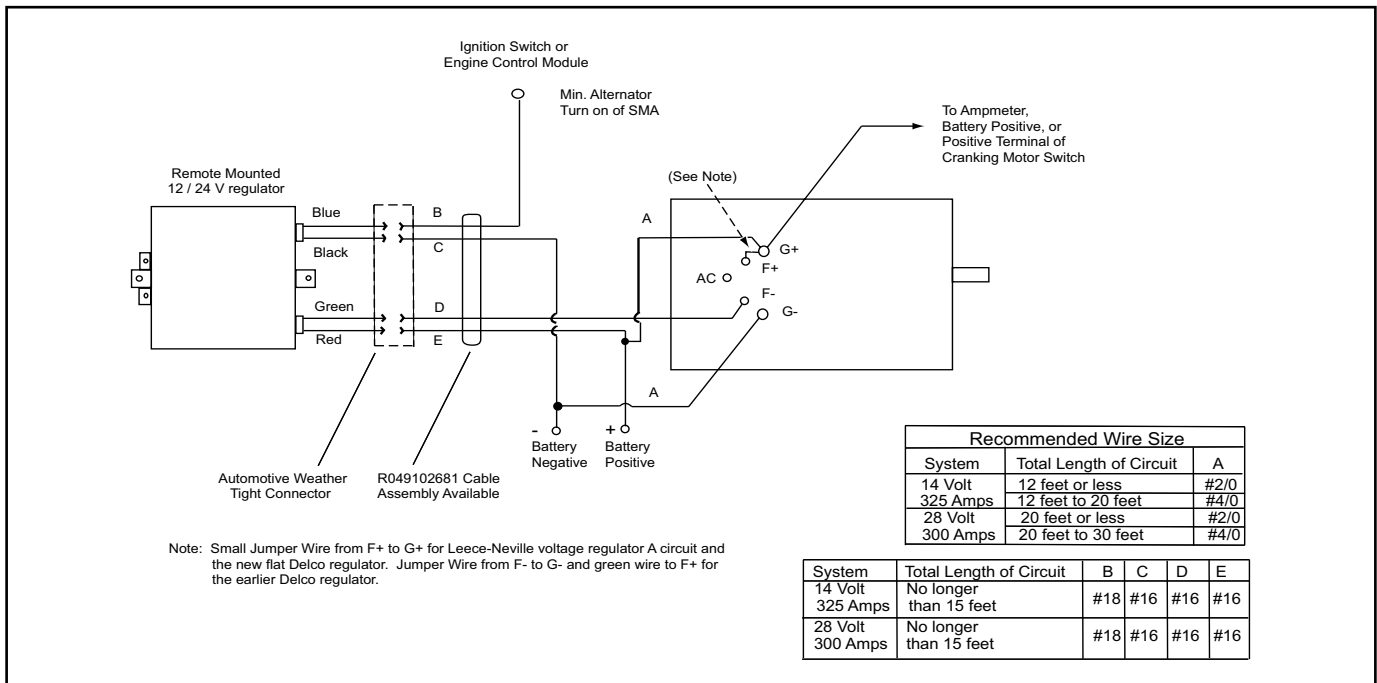 Ignition Switch or
Engine Control Module
Min. Alternator
Turn on of SMA
To Ampmeter,
Battery Positive, or
Positive Terminal of
Cranking Motor Switch
Remote Mounted
12 / 24 V regulator
(See Note)
Blue
B
A
G+
Black
C
F+
AC
F-
Green
D
G-
Red
E
A
-
+
Battery
Negative
Battery
Positive
Automotive Weather
Tight Connector
R049102681 Cable
Assembly Available
Recommended Wire Size
System Total Length of Circuit A
14 Volt 12 feet or less #2/0
325 Amps 12 feet to 20 feet #4/0
28 Volt 20 feet or less #2/0
300 Amps 20 feet to 30 feet #4/0
Note: Small Jumper Wire from F+ to G+ for Leece-Neville voltage regulator A circuit and
the new flat Delco regulator. Jumper Wire from F- to G- and green wire to F+ for
the earlier Delco regulator.
System Total Length of Circuit B C D E
14 Volt No longer
325 Amps than 15 feet #18 #16 #16 #16
28 Volt No longer
300 Amps than 15 feet #18 #16 #16 #16